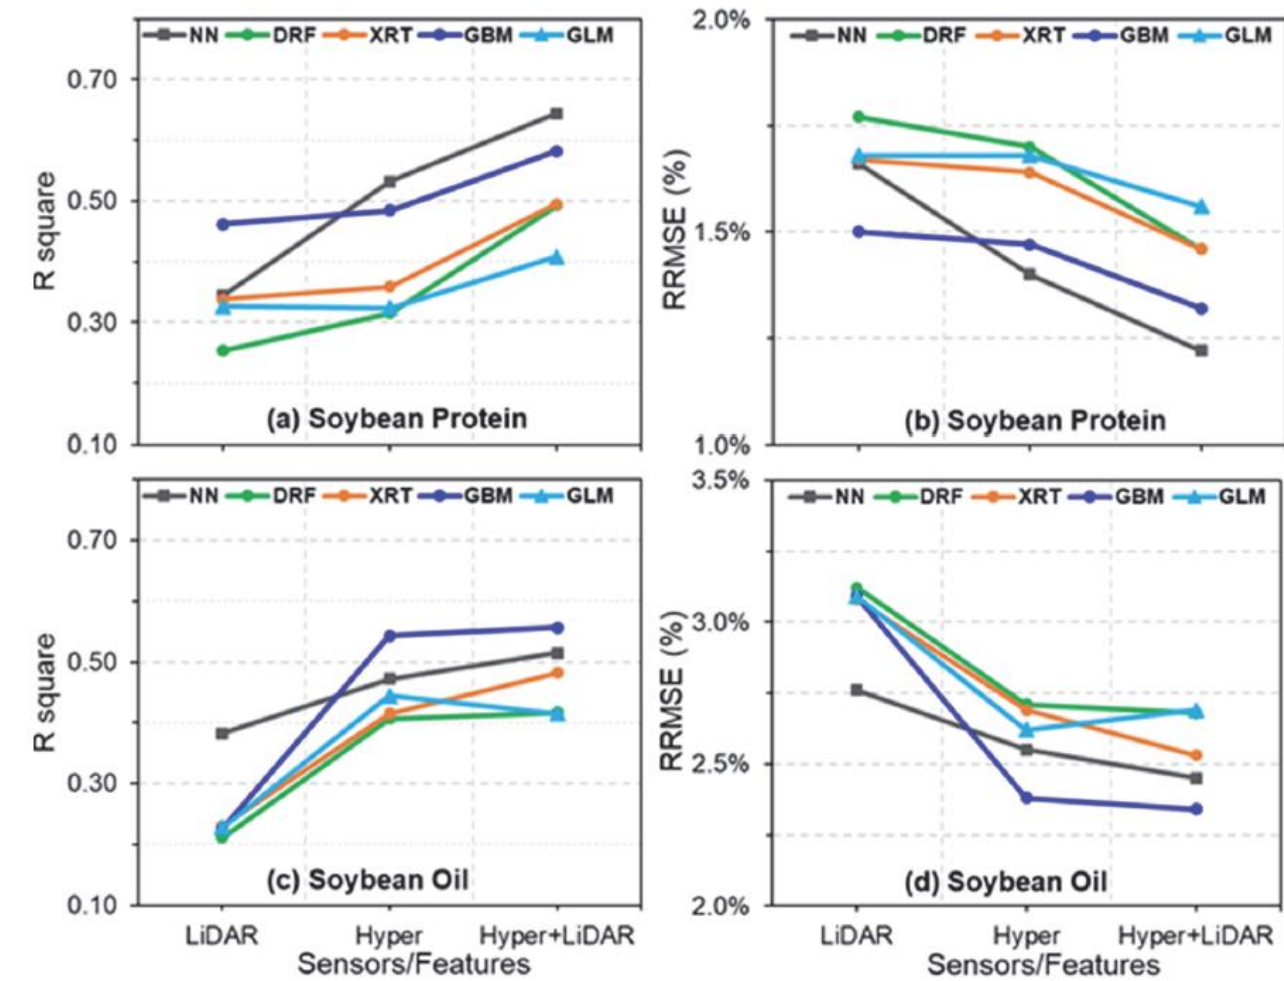 NN DRF XRT GBM GLM
0.70
0.50
0.30
0.10
R square
(a) Soybean Protein
2.0%
NN DRF XRT GBM GLM
1.5%
1.0%
RRMSE (%)
(b) Soybean Protein
NN DRF XRT GBM GLM
0.70
0.50
0.30
0.10
R square
(c) Soybean Oil
LiDAR Hyper Hyper+LiDAR
Sensors/Features
3.5%
NN DRF XRT GBM GLM
3.0%
2.5%
2.0%
RRMSE (%)
(d) Soybean Oil
LiDAR Hyper Hyper+LiDAR
Sensors/Features